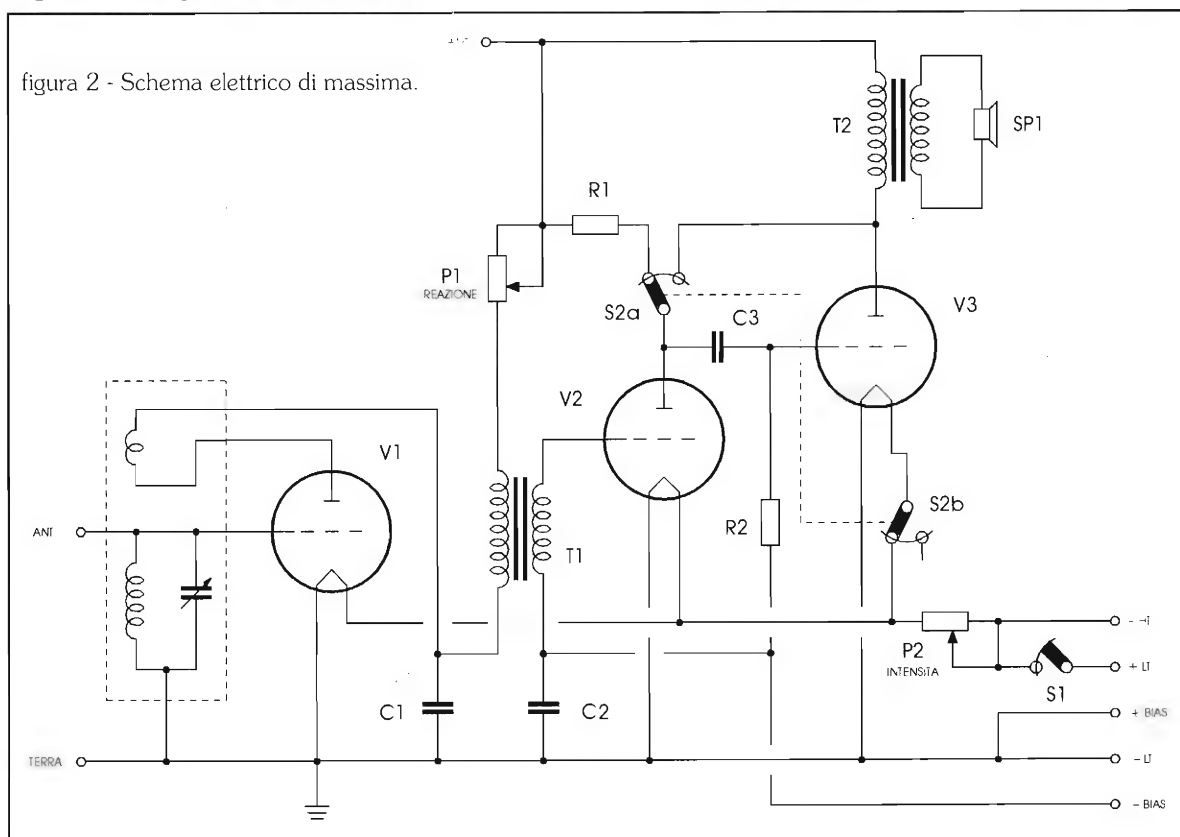 figura 2 - Schema elettrico di massima.
T2
SP1
R1
P1
REAZIONE
S2a
C3
V3
V2
V1
S2b
ANT
R2
T1
P2
INTENSITA
- HT
+ LT
S1
C1
C2
+ BIAS
TERRA
- LT
- BIAS